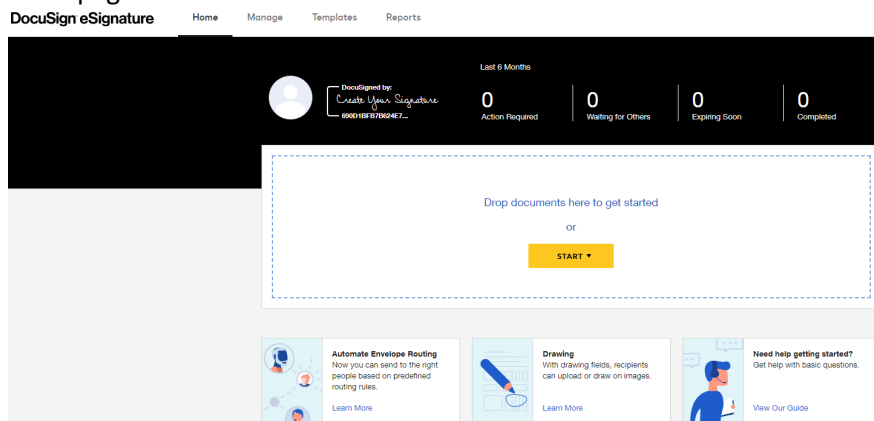 DocuSign eSignature Home Manage Templates Reports
Last 6 Months
DocuSigned by:
Create Your Signature
690D1BFB7B624E7...
0 0 0 0
Action Required Waiting for Others Expiring Soon Completed
Drop documents here to get started
or
START
Automate Envelope Routing
Now you can send to the right
people based on predefined
routing rules.
Learn More
Drawing
With drawing fields, recipients
can upload or draw on images.
Learn More
Need help getting started?
Get help with basic questions.
View Our Guide